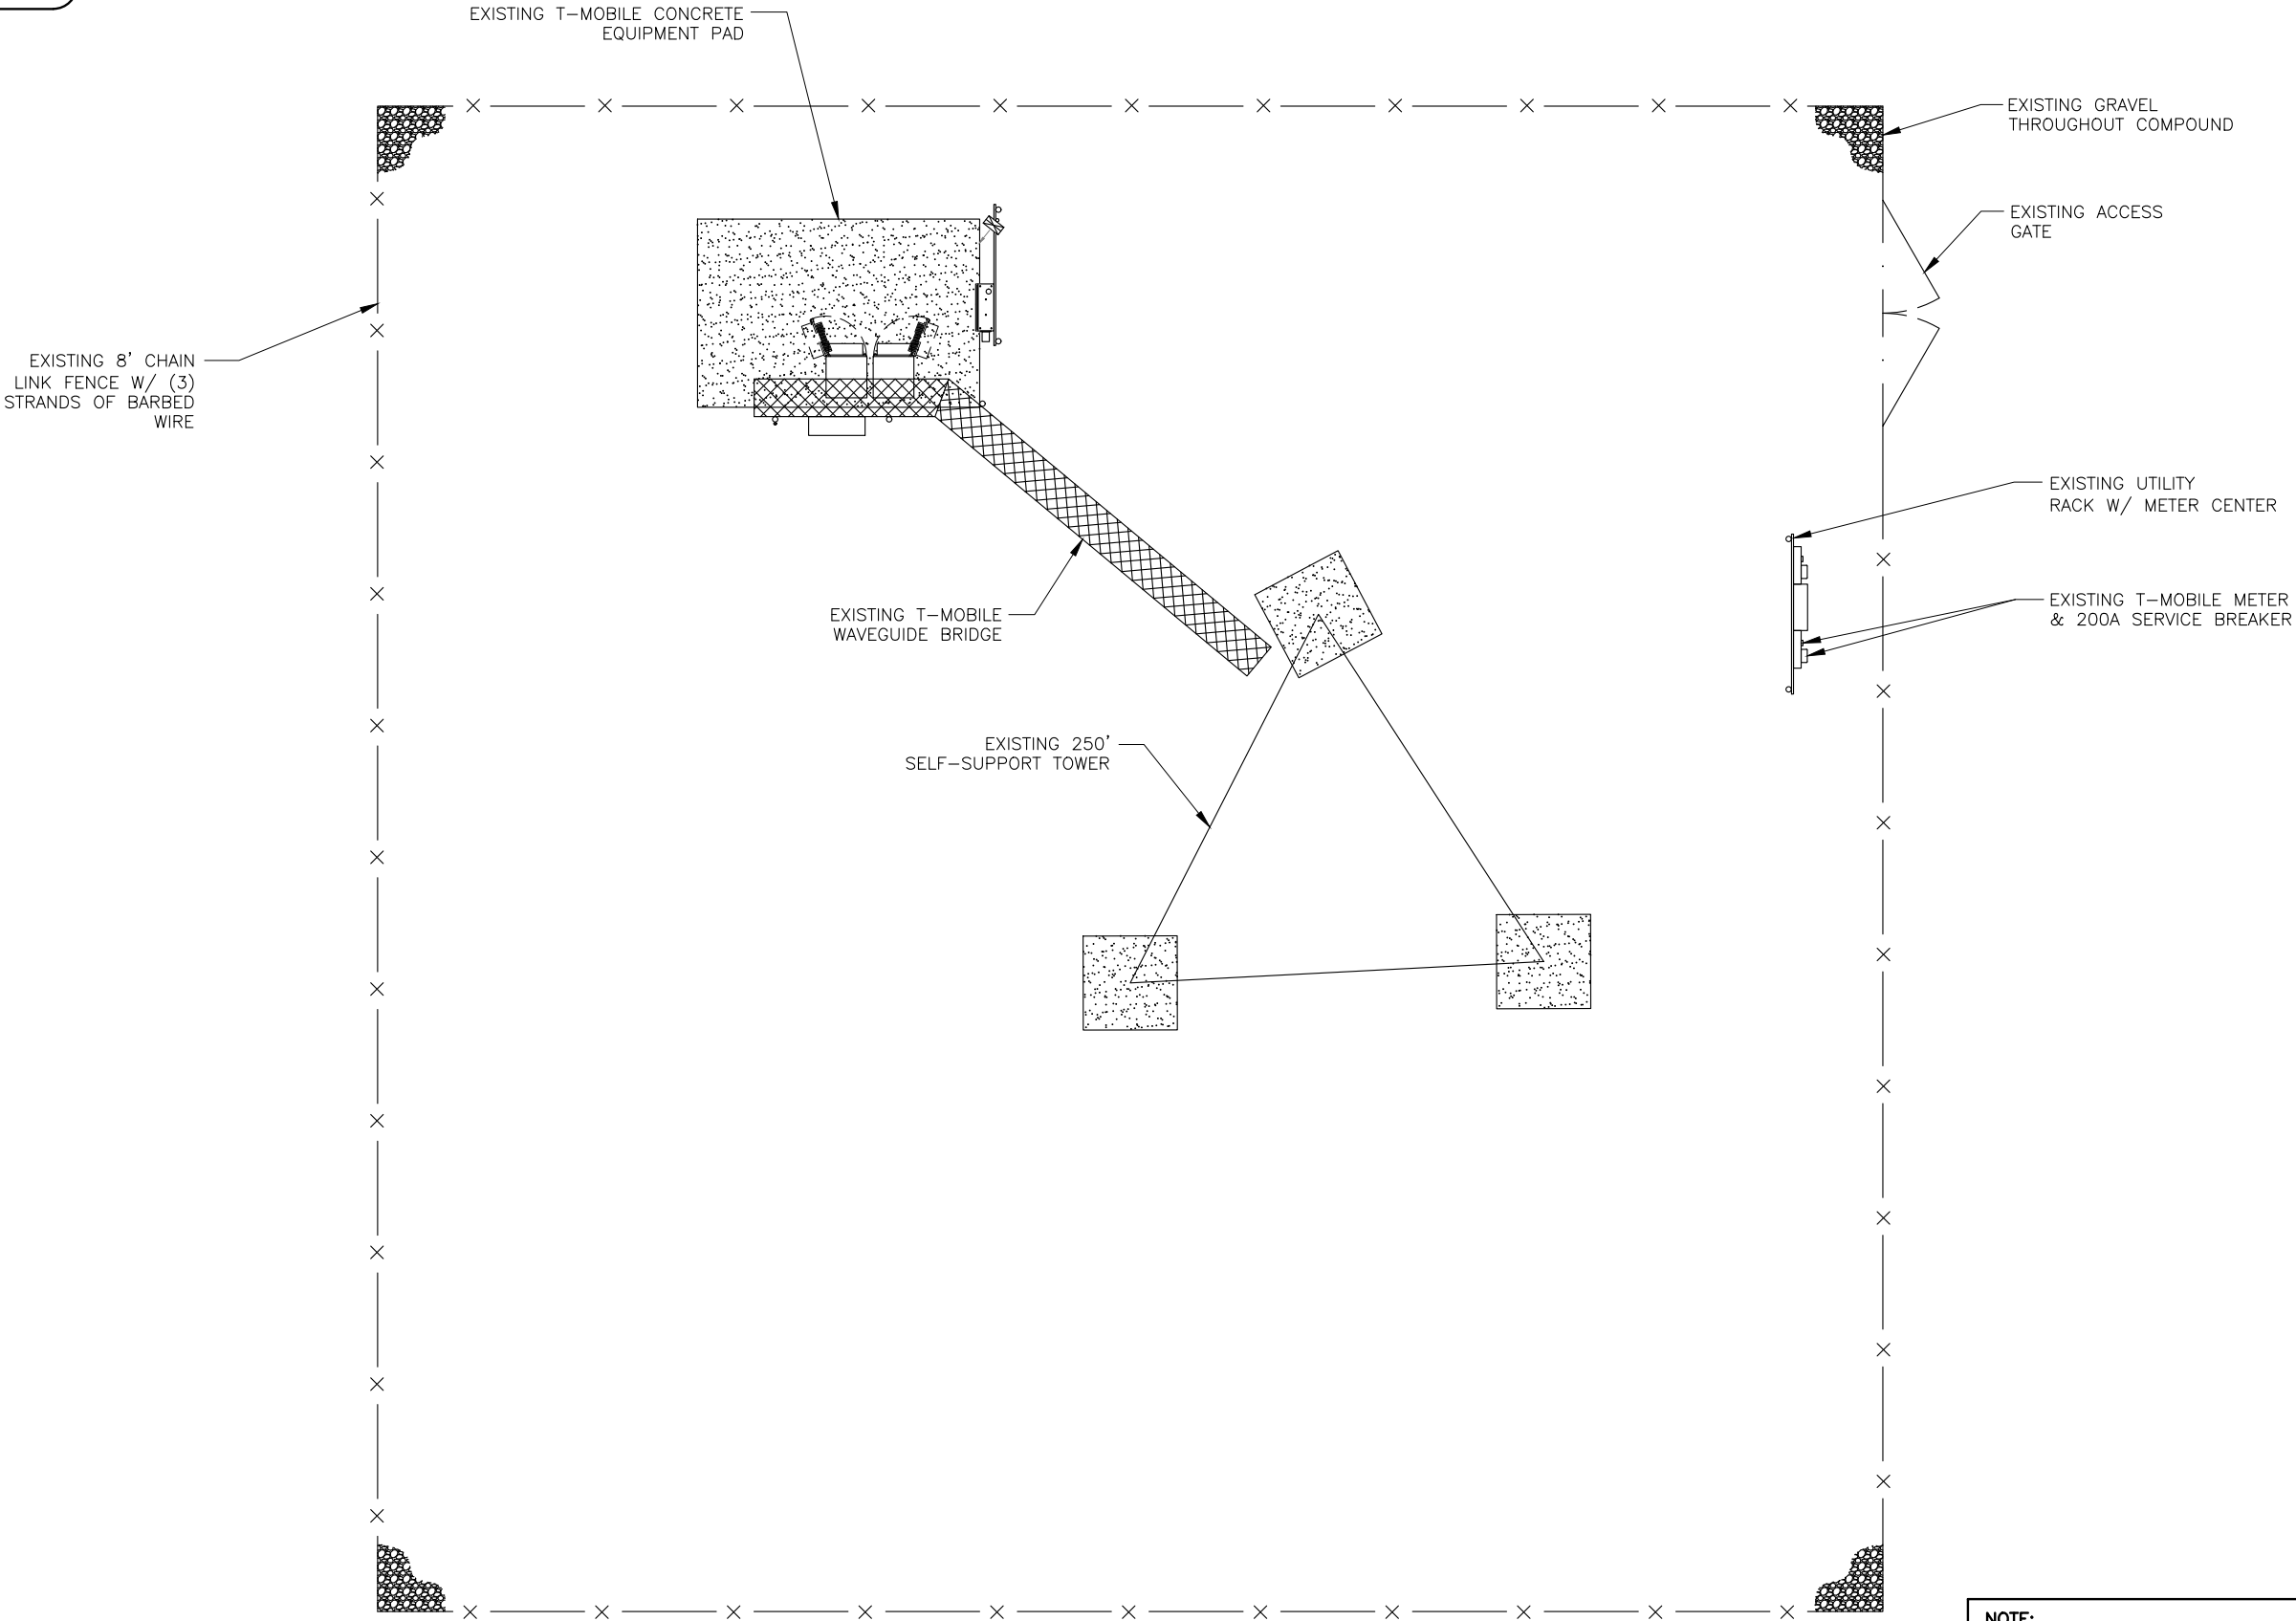 EXISTING T-MOBILE CONCRETE
EQUIPMENT PAD
EXISTING GRAVEL
THROUGHOUT COMPOUND
EXISTING ACCESS
GATE
EXISTING 8' CHAIN
LINK FENCE W/ (3)
STRANDS OF BARBED
WIRE
EXISTING UTILITY
RACK W/ METER CENTER
EXISTING T-MOBILE METER
& 200A SERVICE BREAKER
EXISTING T-MOBILE
WAVEGUIDE BRIDGE
EXISTING 250'
SELF-SUPPORT TOWER
NOTE: